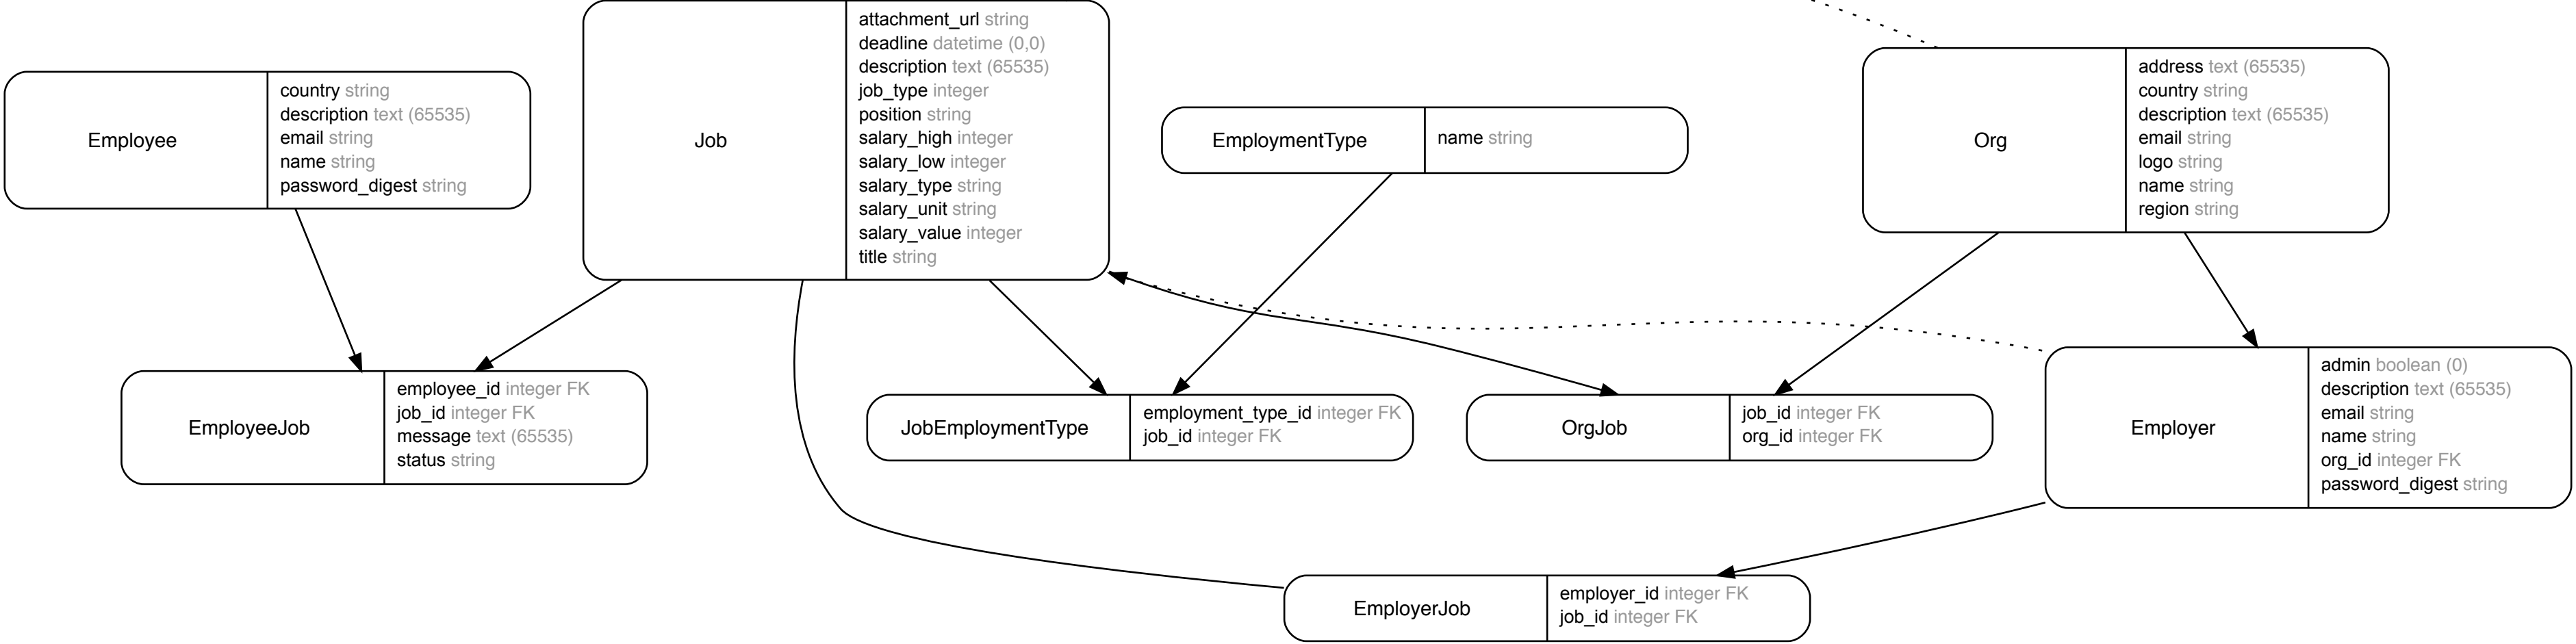 Employee
country string
description text (65535)
email string
name string
password_digest string
Job
attachment_url string
deadline datetime (0,0)
description text (65535)
job_type integer
position string
salary_high integer
salary_low integer
salary_type string
salary_unit string
salary_value integer
title string
EmploymentType
name string
Org
address text (65535)
country string
description text (65535)
email string
logo string
name string
region string
EmployeeJob
employee_id integer FK
job_id integer FK
message text (65535)
status string
JobEmploymentType
employment_type_id integer FK
job_id integer FK
OrgJob
job_id integer FK
org_id integer FK
Employer
admin boolean (0)
description text (65535)
email string
name string
org_id integer FK
password_digest string
EmployerJob
employer_id integer FK
job_id integer FK